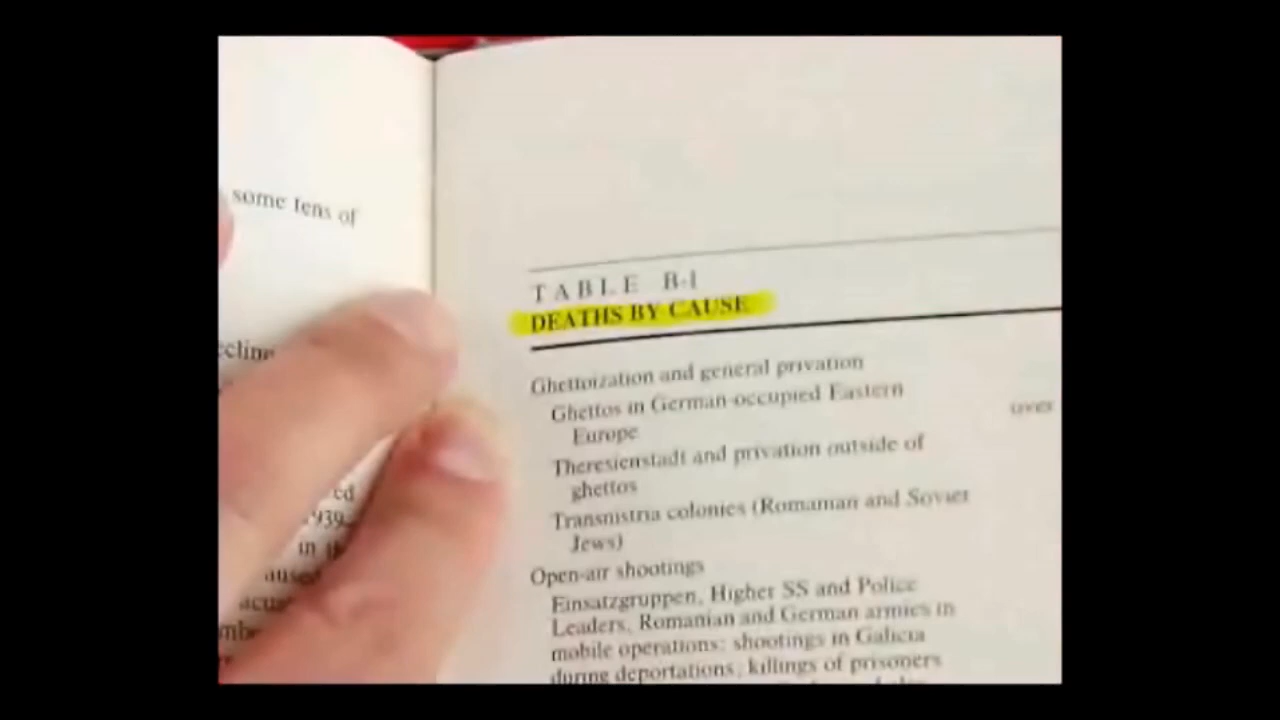 some tens of
TABLE B-1
DEATHS BY CAUSE
Ghettoization and general privation
Ghettos in German-occupied Eastern
Europe
over
Theresienstadt and privation outside of
ghettos
Transnistria colonies (Romanian and Soviet
Jews)
Open-air shootings
Einsatzgruppen, Higher SS and Police
Leaders, Romanian and German armies in
mobile operations; shootings in Galicia
during deportations; killings of prisoners
in